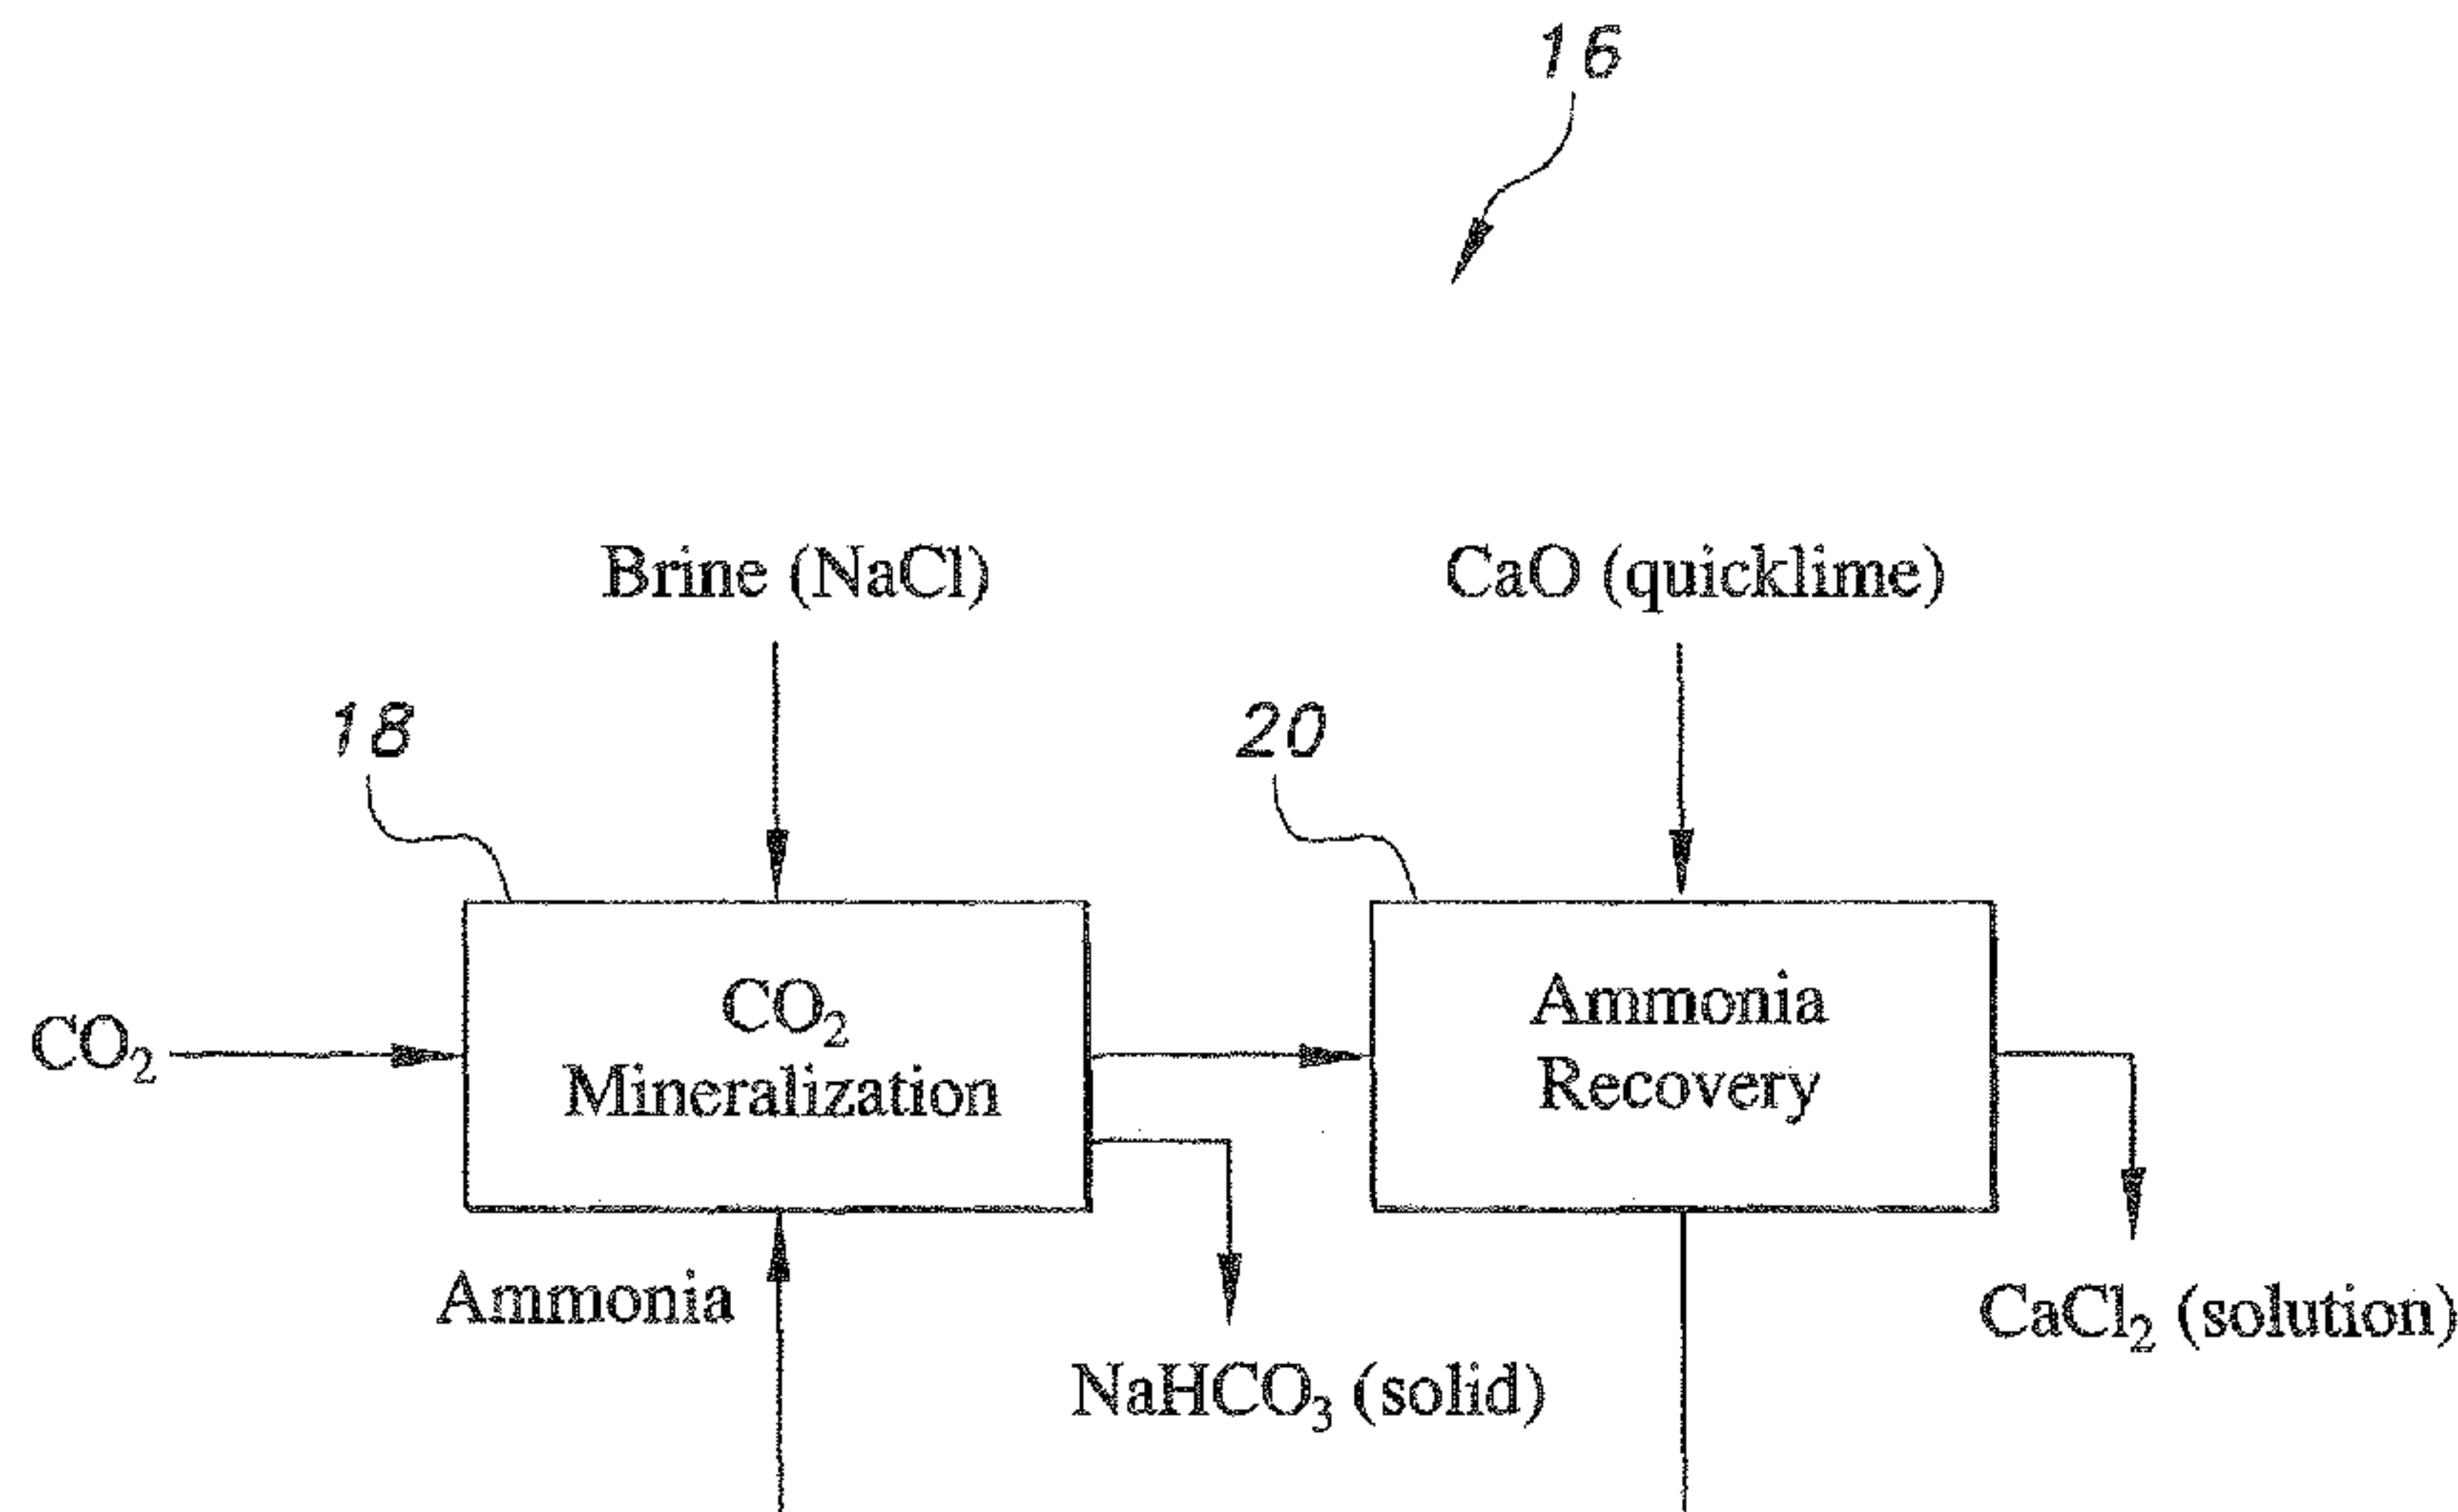 16
Brine (NaCl)
CaO (quicklime)
18
20
CO₂
CO₂
Mineralization
Ammonia
Recovery
Ammonia
NaHCO₃ (solid)
CaCl₂ (solution)